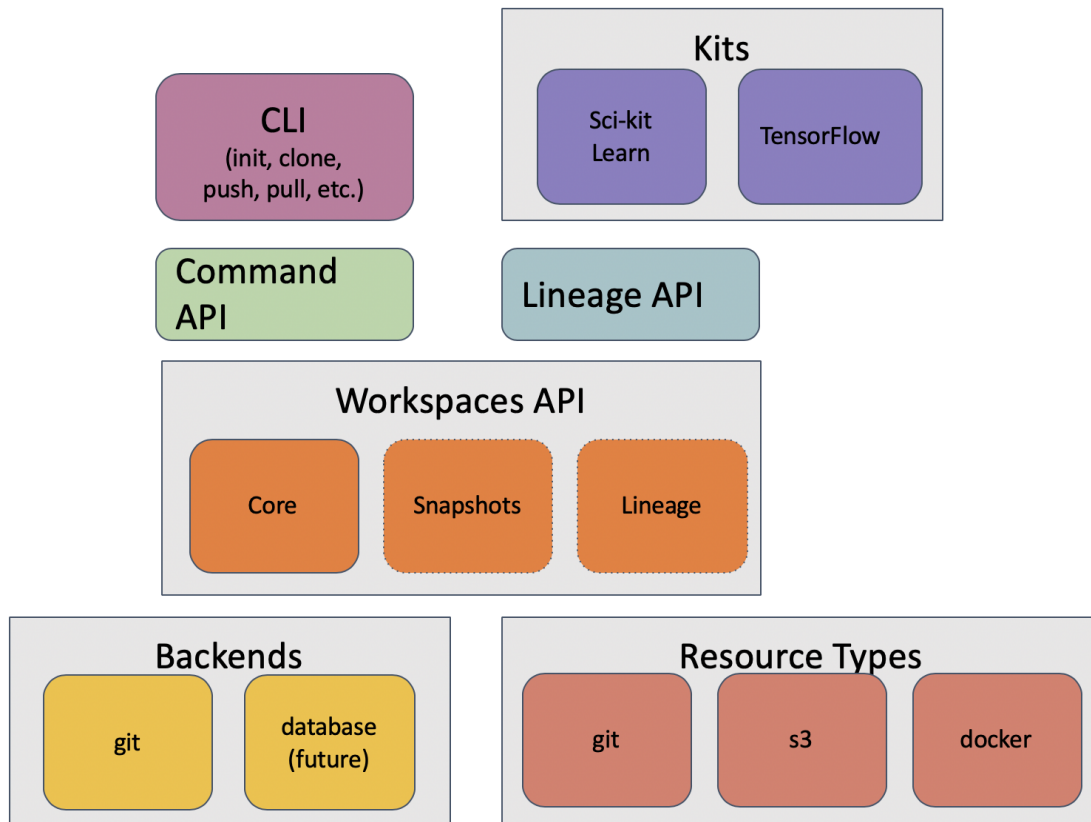 Kits
CLI
(init, clone,
push, pull, etc.)
Sci-kit
Learn
TensorFlow
Command
API
Lineage API
Workspaces API
Core
Snapshots
Lineage
Backends
git
database
(future)
Resource Types
git
s3
docker